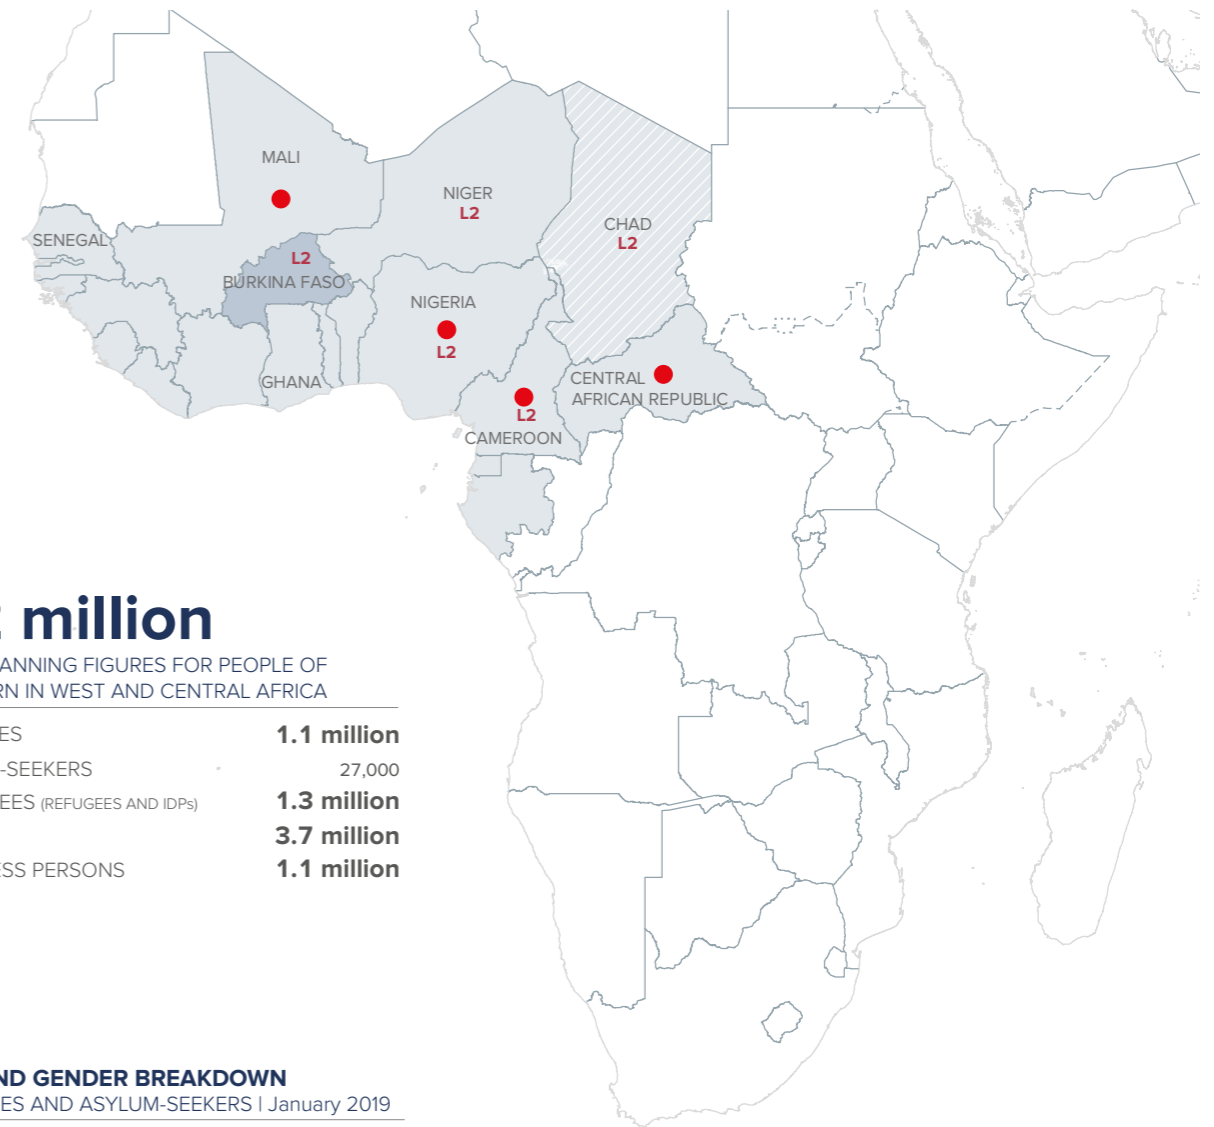 MALI
NIGER
L2
CHAD
L2
SENEGAL
L2
BURKINA FASO
NIGERIA
L2
GHANA
CENTRAL
AFRICAN REPUBLIC
L2
CAMEROON
million
ANNING FIGURES FOR PEOPLE OF
RN IN WEST AND CENTRAL AFRICA
ES 1.1 million
-SEEKERS 27,000
EES (REFUGEES AND IDPs) 1.3 million
3.7 million
ESS PERSONS 1.1 million
ND GENDER BREAKDOWN
ES AND ASYLUM-SEEKERS | January 2019